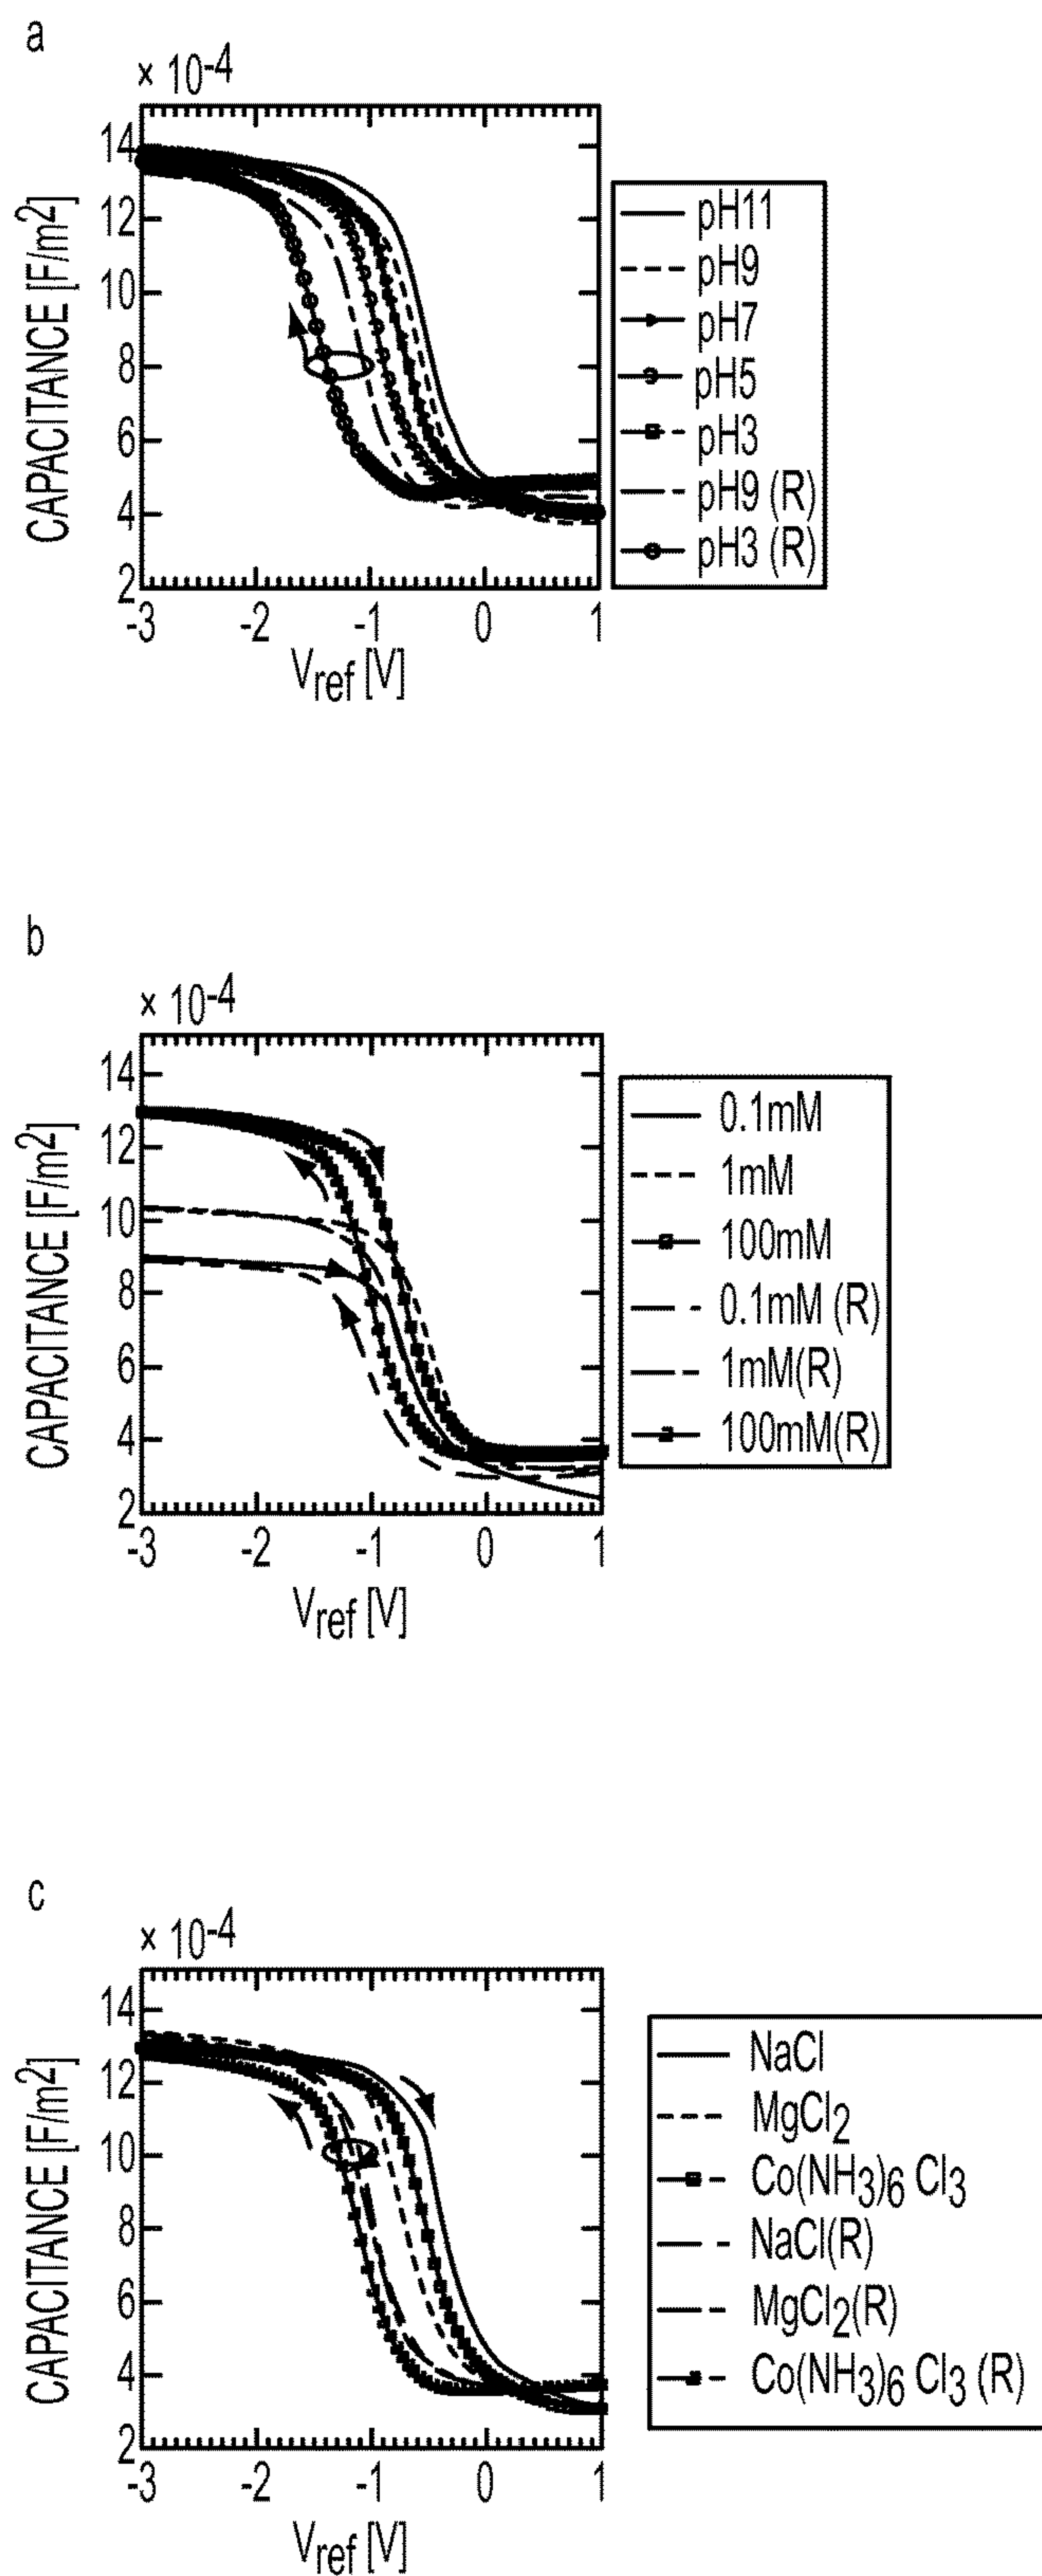 a
× 10-4
CAPACITANCE [F/m2]
14
12
10
8
6
4
2
-3 -2 -1 0 1
Vref [V]
pH11
pH9
pH7
pH5
pH3
pH9 (R)
pH3 (R)
b
× 10-4
CAPACITANCE [F/m2]
14
12
10
8
6
4
2
-3 -2 -1 0 1
Vref [V]
0.1mM
1mM
100mM
0.1mM (R)
1mM(R)
100mM(R)
c
× 10-4
CAPACITANCE [F/m2]
14
12
10
8
6
4
2
-3 -2 -1 0 1
Vref [V]
NaCl
MgCl2
Co(NH3)6 Cl3
NaCl(R)
MgCl2(R)
Co(NH3)6 Cl3 (R)